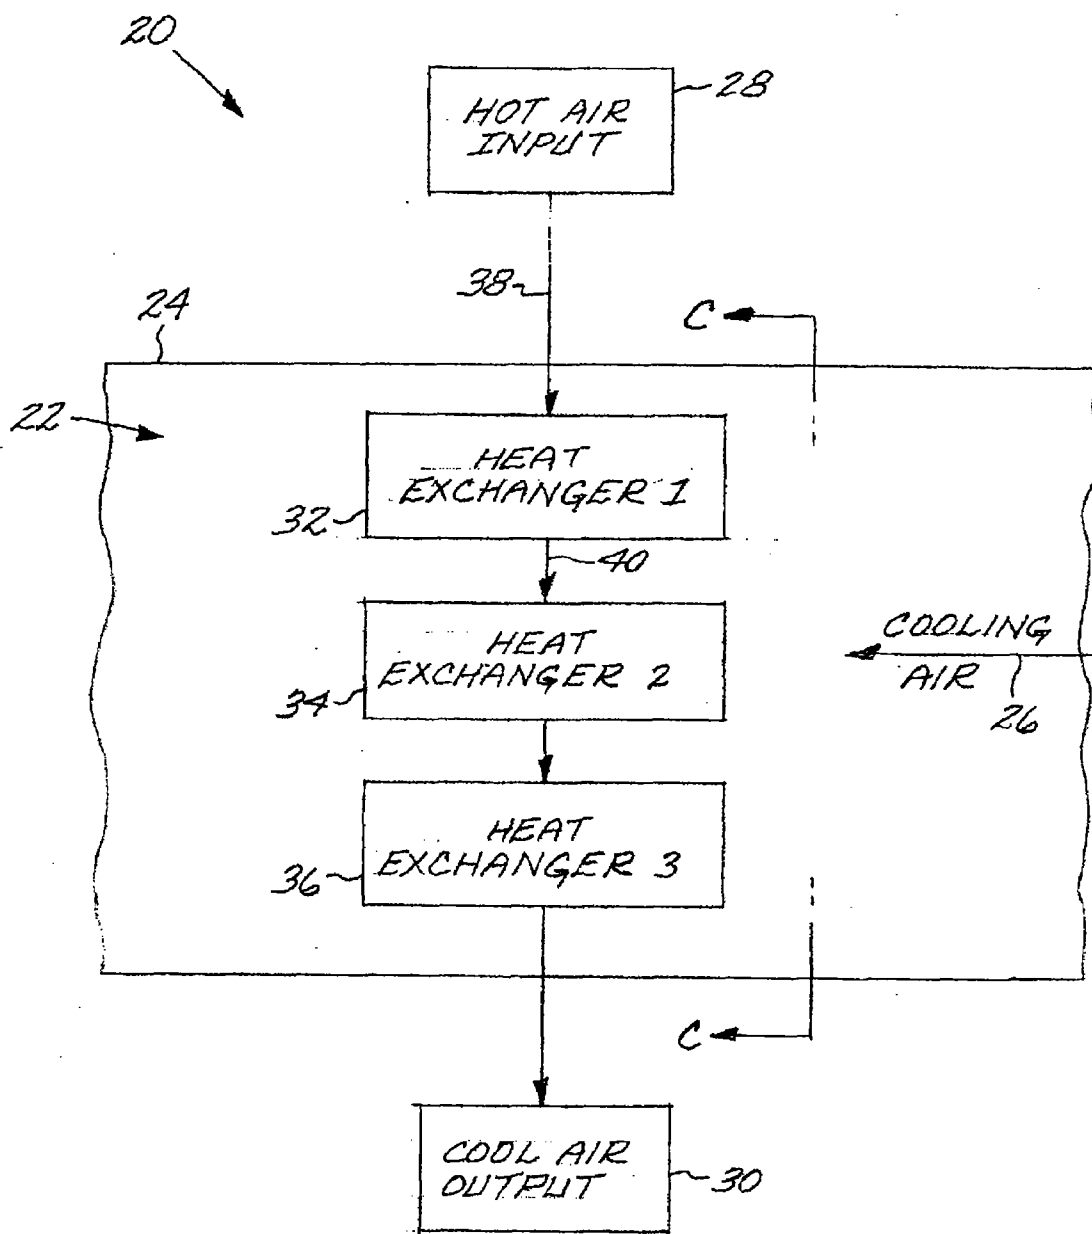 20
HOT AIR
INPUT
28
38
C
24
22
HEAT
EXCHANGER 1
32
40
HEAT
EXCHANGER 2
34
COOLING
AIR
26
HEAT
EXCHANGER 3
36
C
COOL AIR
OUTPUT
30